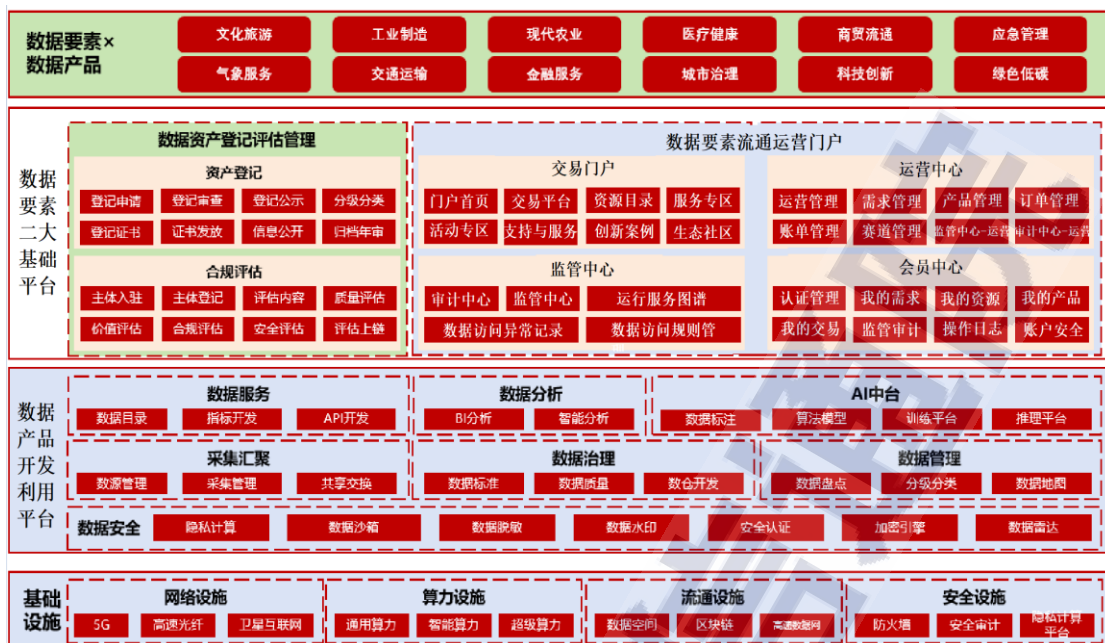 数据要素×
数据产品
文化旅游 工业制造 现代农业 医疗健康 商贸流通 应急管理
气象服务 交通运输 金融服务 城市治理 科技创新 绿色低碳
数据
要素
二大
基础
平台
数据资产登记评估管理
资产登记
登记申请 登记审查 登记公示 分级分类
登记证书 证书发放 信息公开 归档年审
合规评估
主体入驻 主体登记 评估内容 质量评估
价值评估 合规评估 安全评估 评估上链
数据要素流通运营门户
交易门户
门户首页 交易平台 资源目录 服务专区
活动专区 支持与服务 创新案例 生态社区
运营中心
运营管理 需求管理 产品管理 订单管理
账单管理 赛道管理 监管中心-运营 审计中心-运营
监管中心
审计中心 监管中心 运行服务图谱
数据访问异常记录 数据访问规则管
会员中心
认证管理 我的需求 我的资源 我的产品
我的交易 监管审计 操作日志 账户安全
数据
产品
开发
利用
平台
数据服务
数据目录 指标开发 API开发
数据分析
BI分析 智能分析
AI中台
数据标注 算法模型 训练平台 推理平台
采集汇聚
数源管理 采集管理 共享交换
数据治理
数据标准 数据质量 数仓开发
数据管理
数据盘点 分级分类 数据地图
数据安全 隐私计算 数据沙箱 数据脱敏 数据水印 安全认证 加密引擎 数据雷达
基础
设施
网络设施
5G 高速光纤 卫星互联网
算力设施
通用算力 智能算力 超级算力
流通设施
数据空间 区块链 高速数据网
安全设施
防火墙 安全审计 隐私计算
平台